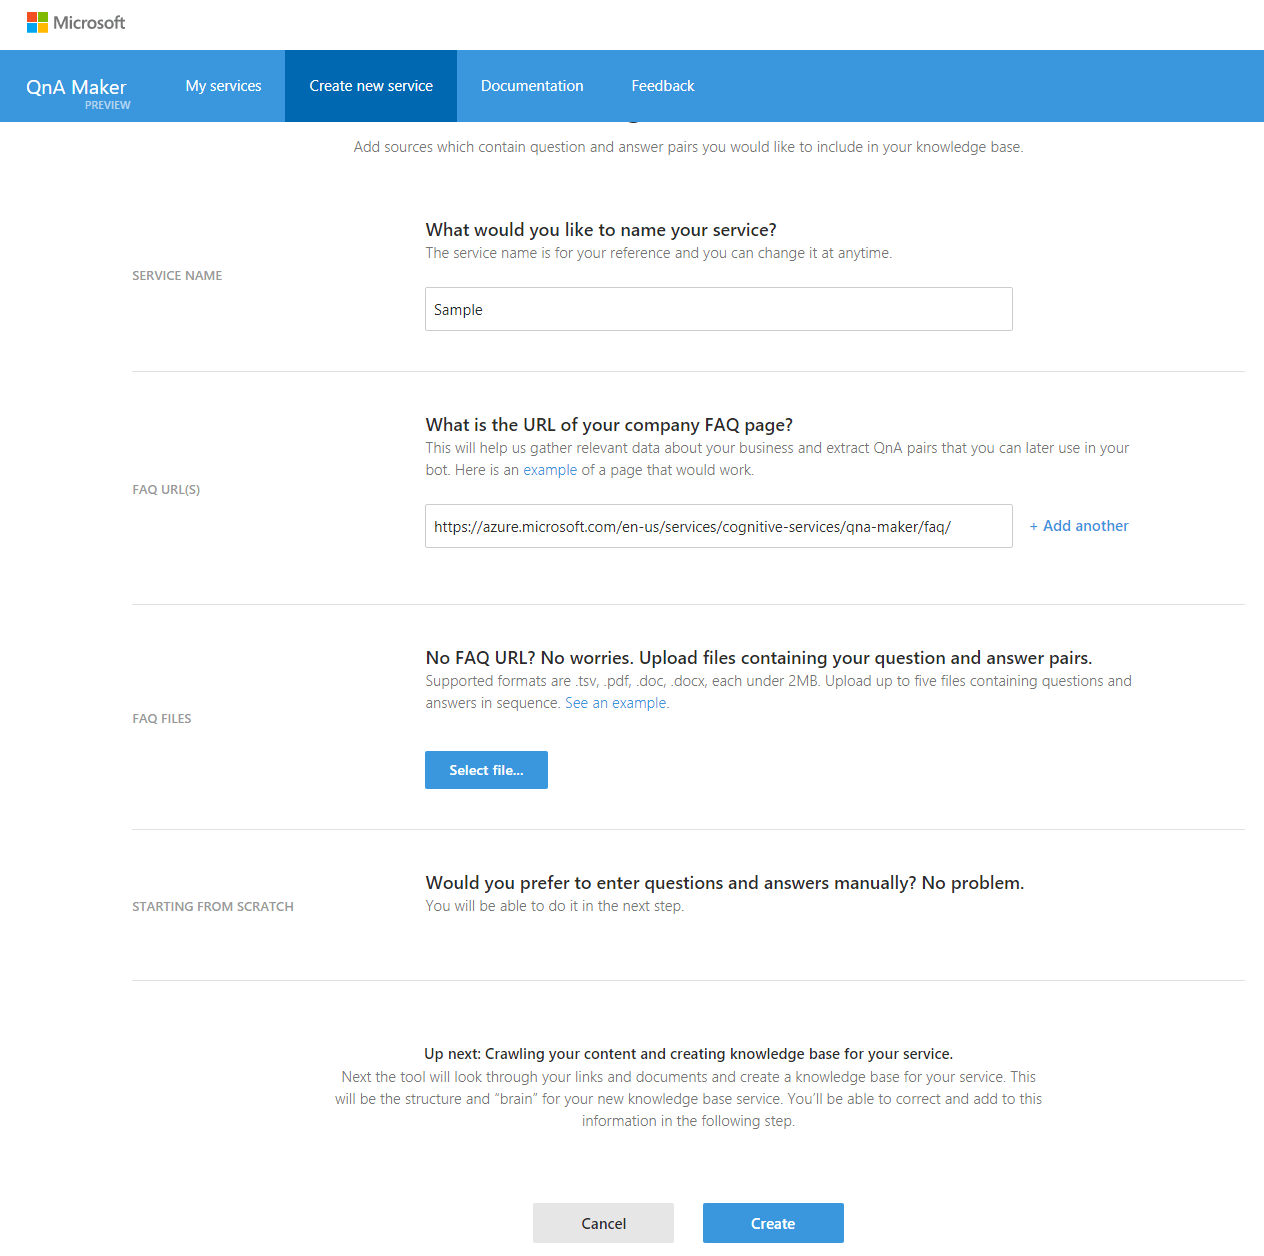 Microsoft
QnA Maker
PREVIEW
My services
Create new service
Documentation
Feedback
Add sources which contain question and answer pairs you would like to include in your knowledge base.
SERVICE NAME
What would you like to name your service?
The service name is for your reference and you can change it at anytime.
Sample
FAQ URL(S)
What is the URL of your company FAQ page?
This will help us gather relevant data about your business and extract QnA pairs that you can later use in your
bot. Here is an example of a page that would work.
https://azure.microsoft.com/en-us/services/cognitive-services/qna-maker/faq/
+ Add another
FAQ FILES
No FAQ URL? No worries. Upload files containing your question and answer pairs.
Supported formats are .tsv, .pdf, .doc, .docx, each under 2MB. Upload up to five files containing questions and
answers in sequence. See an example.
Select file...
STARTING FROM SCRATCH
Would you prefer to enter questions and answers manually? No problem.
You will be able to do it in the next step.
Up next: Crawling your content and creating knowledge base for your service.
Next the tool will look through your links and documents and create a knowledge base for your service. This
will be the structure and “brain” for your new knowledge base service. You’ll be able to correct and add to this
information in the following step.
Cancel
Create